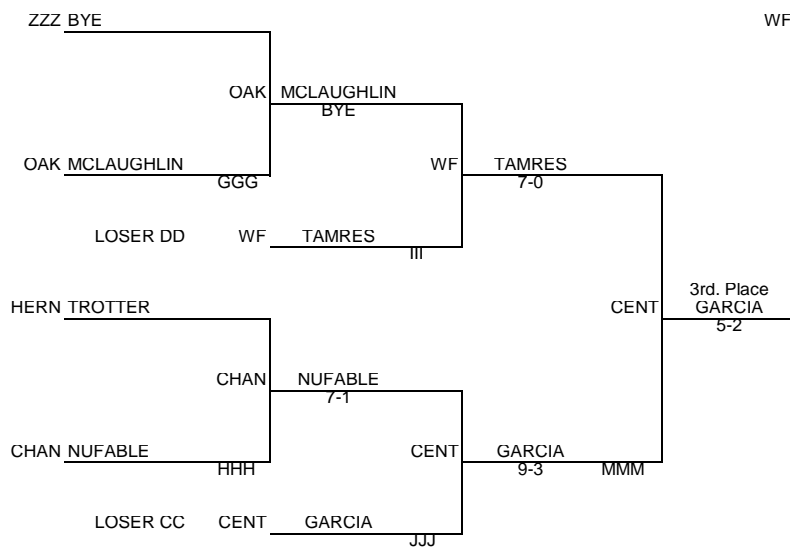 ZZZ BYE WF
OAK MCLAUGHLIN
BYE
OAK MCLAUGHLIN
GGG
WF TAMRES
7-0
LOSER DD WF TAMRES
III
3rd. Place
HERN TROTTER
CENT GARCIA
5-2
CHAN NUFABLE
7-1
CHAN NUFABLE
HHH
CENT GARCIA
9-3 MMM
LOSER CC CENT GARCIA
JJJ